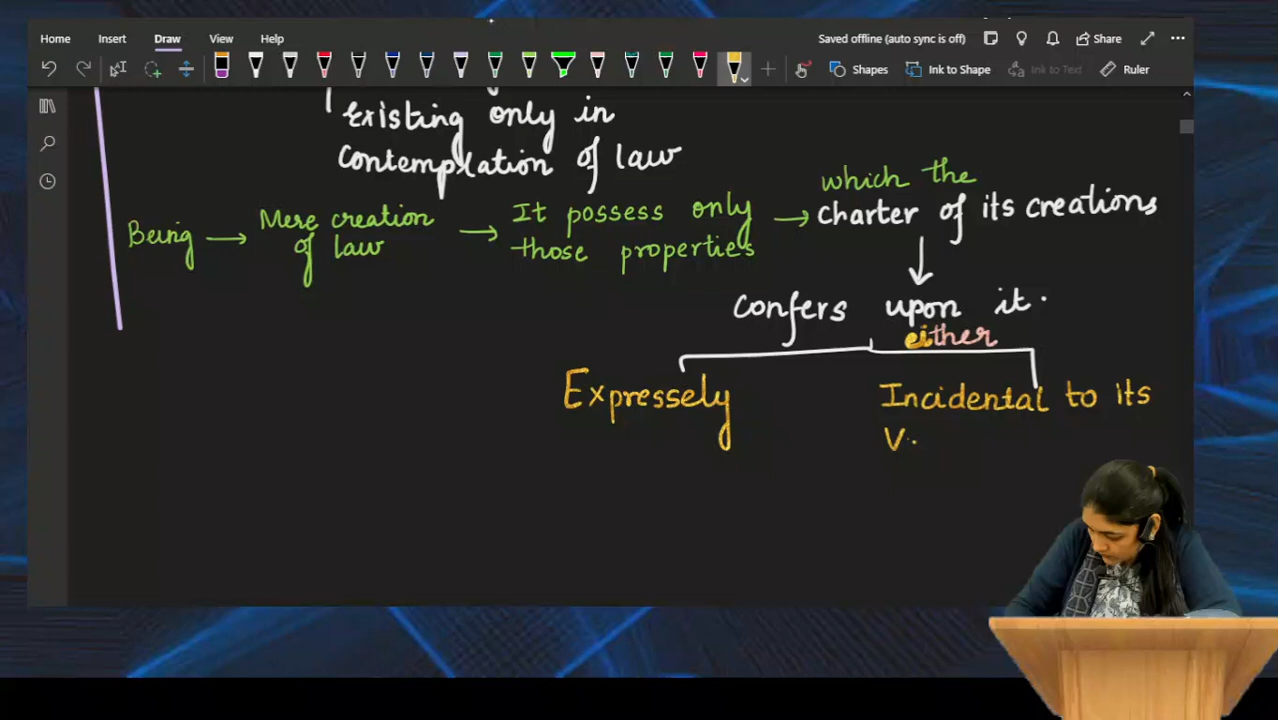 Home Insert Draw View Help
Saved offline (auto sync is off) Share
Shapes Ink to Shape Ink to Text Ruler
Existing only in
Contemplation of law
which the
Being → Mere creation of law → It possess only those properties → charter of its creations
Confers upon it.
either
Expressely
Incidental to its
V